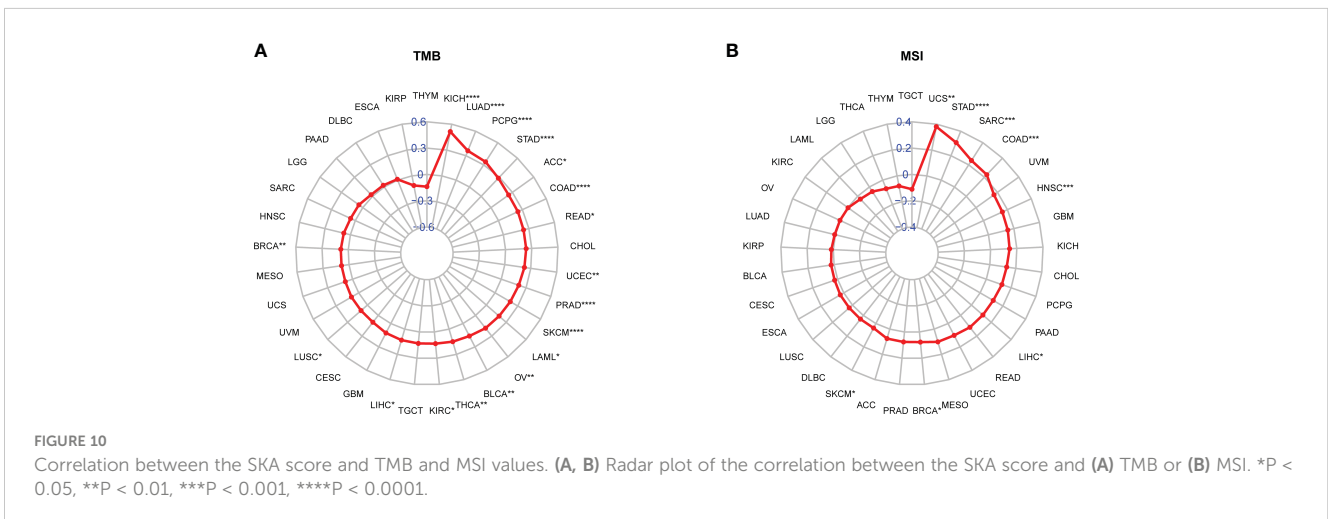 A
TMB
THYM
KICH****
LUAD****
PCPG****
STAD****
ACC*
COAD****
READ*
CHOL
UCEC**
PRAD****
SKCM****
LAML*
OV**
BLCA**
THCA**
KIRC*
TGCT
LIHC*
GBM
CESC
LUSC*
UVM
UCS
MESO
BRCA**
HNSC
SARC
LGG
PAAD
DLBC
ESCA
KIRP
0.6
0.3
0
−0.3
−0.6
B
MSI
TGCT
UCS**
STAD****
SARC***
COAD***
UVM
HNSC***
GBM
KICH
CHOL
PCPG
PAAD
LIHC*
READ
UCEC
MESO
BRCA*
PRAD
ACC
SKCM*
DLBC
LUSC
ESCA
CESC
BLCA
KIRP
LUAD
OV
KIRC
LAML
LGG
THCA
THYM
0.4
0.2
0
−0.2
−0.4
FIGURE 10
Correlation between the SKA score and TMB and MSI values. (A, B) Radar plot of the correlation between the SKA score and (A) TMB or (B) MSI. *P <
0.05, **P < 0.01, ***P < 0.001, ****P < 0.0001.